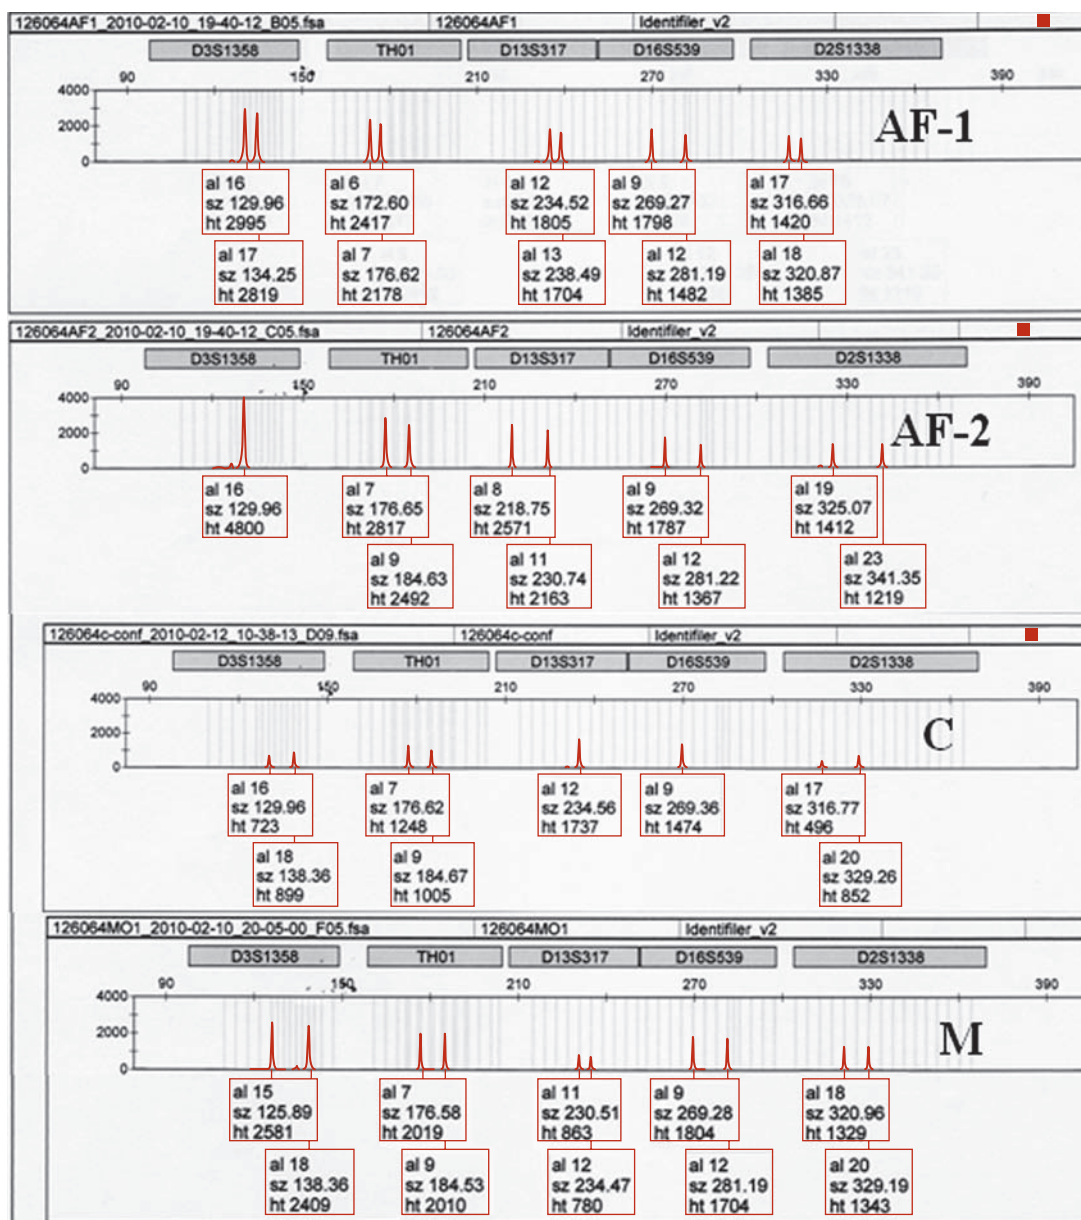 126064AF1_2010-02-10_19-40-12_B05.fsa 126064AF1 Identifiler_v2
D3S1358 TH01 D13S317 D16S539 D2S1338
90 150 210 270 330 390
4000
2000
0
AF-1
al 16 al 6 al 12 al 9 al 17
sz 129.96 sz 172.60 sz 234.52 sz 269.27 sz 316.66
ht 2995 ht 2417 ht 1805 ht 1798 ht 1420
al 17 al 7 al 13 al 12 al 18
sz 134.25 sz 176.62 sz 238.49 sz 281.19 sz 320.87
ht 2819 ht 2178 ht 1704 ht 1482 ht 1385
126064AF2_2010-02-10_19-40-12_C05.fsa 126064AF2 Identifiler_v2
D3S1358 TH01 D13S317 D16S539 D2S1338
90 150 210 270 330 390
4000
2000
0
AF-2
al 16 al 7 al 8 al 9 al 19
sz 129.96 sz 176.65 sz 218.75 sz 269.32 sz 325.07
ht 4800 ht 2817 ht 2571 ht 1787 ht 1412
al 9 al 11 al 12 al 23
sz 184.63 sz 230.74 sz 281.22 sz 341.35
ht 2492 ht 2163 ht 1367 ht 1219
126064c-conf_2010-02-12_10-38-13_D09.fsa 126064c-conf Identifiler_v2
D3S1358 TH01 D13S317 D16S539 D2S1338
90 150 210 270 330 390
4000
2000
0
C
al 16 al 7 al 12 al 9 al 17
sz 129.96 sz 176.62 sz 234.56 sz 269.36 sz 316.77
ht 723 ht 1248 ht 1737 ht 1474 ht 496
al 18 al 9 al 20
sz 138.36 sz 184.67 sz 329.26
ht 899 ht 1005 ht 852
126064MO1_2010-02-10_20-05-00_F05.fsa 126064MO1 Identifiler_v2
D3S1358 TH01 D13S317 D16S539 D2S1338
90 150 210 270 330 390
4000
2000
0
M
al 15 al 7 al 11 al 9 al 18
sz 125.89 sz 176.58 sz 230.51 sz 269.28 sz 320.96
ht 2581 ht 2019 ht 863 ht 1804 ht 1329
al 18 al 9 al 12 al 12 al 20
sz 138.36 sz 184.53 sz 234.47 sz 281.19 sz 329.19
ht 2409 ht 2010 ht 780 ht 1704 ht 1343